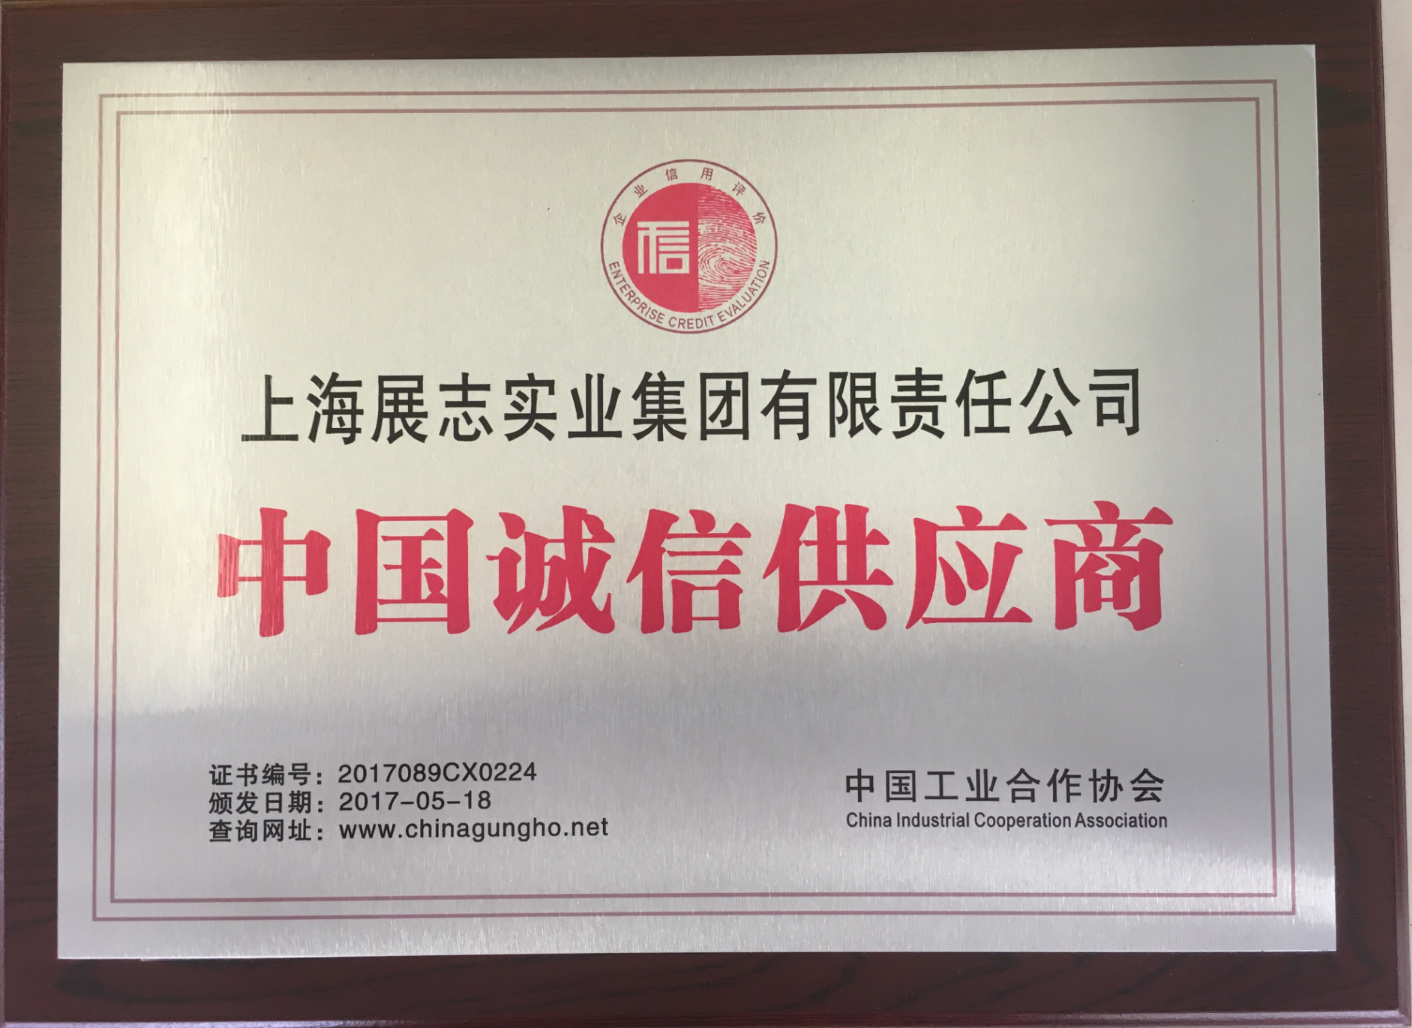 企业信用评价
信
ENTERPRISE CREDIT EVALUATION
上海展志实业集团有限责任公司
中国诚信供应商
证书编号：2017089CX0224
颁发日期：2017-05-18
查询网址：www.chinagungho.net
中国工业合作协会
China Industrial Cooperation Association